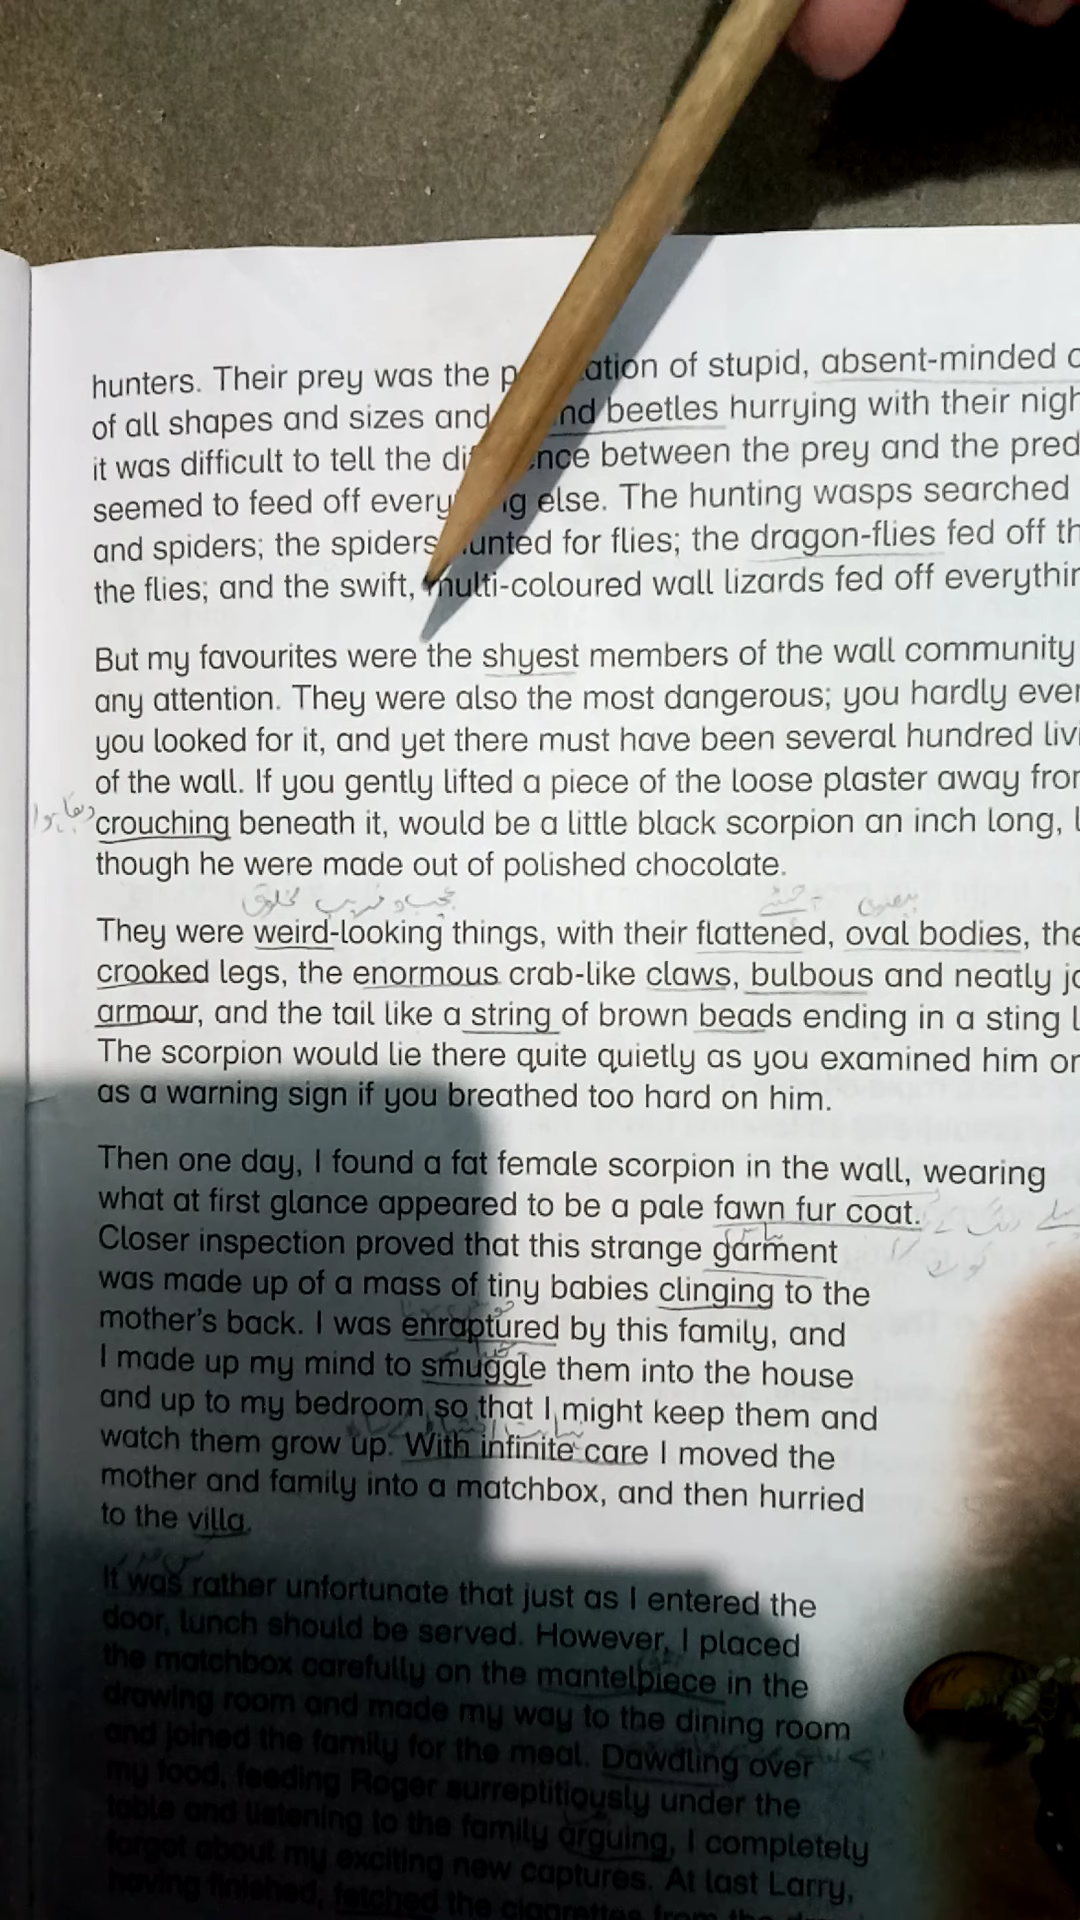 hunters. Their prey was the p ation of stupid, absent-minded
of all shapes and sizes and nd beetles hurrying with their nigh
it was difficult to tell the di nce between the prey and the pred
seemed to feed off every g else. The hunting wasps searched
and spiders; the spiders unted for flies; the dragon-flies fed off th
the flies; and the swift, multi-coloured wall lizards fed off everythin
But my favourites were the shyest members of the wall community
any attention. They were also the most dangerous; you hardly ever
you looked for it, and yet there must have been several hundred livi
of the wall. If you gently lifted a piece of the loose plaster away from
crouching beneath it, would be a little black scorpion an inch long, l
though he were made out of polished chocolate.
عجیب و غریب مخلوق
They were weird-looking things, with their flattened, oval bodies, the
crooked legs, the enormous crab-like claws, bulbous and neatly jo
armour, and the tail like a string of brown beads ending in a sting l
The scorpion would lie there quite quietly as you examined him on
as a warning sign if you breathed too hard on him.
Then one day, I found a fat female scorpion in the wall, wearing
what at first glance appeared to be a pale fawn fur coat.
Closer inspection proved that this strange garment
was made up of a mass of tiny babies clinging to the
mother's back. I was enraptured by this family, and
I made up my mind to smuggle them into the house
and up to my bedroom so that I might keep them and
watch them grow up. With infinite care I moved the
mother and family into a matchbox, and then hurried
to the villa.
It was rather unfortunate that just as I entered the
door, lunch should be served. However, I placed
the matchbox carefully on the mantelpiece in the
drawing room and made my way to the dining room
and joined the family for the meal. Dawdling over
my food, feeding Roger surreptitiously under the
table and listening to the family arguing, I completely
forgot about my exciting new captures. At last Larry,
having finished, fetched the cigarettes from the